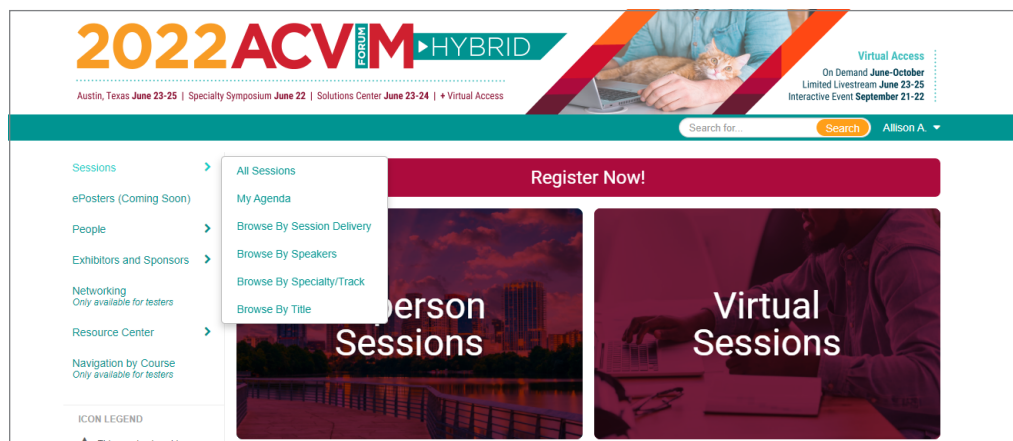 2022 ACVIM FORUM HYBRID
Austin, Texas June 23-25 | Specialty Symposium June 22 | Solutions Center June 23-24 | + Virtual Access
Virtual Access
On Demand June-October
Limited Livestream June 23-25
Interactive Event September 21-22
Search for...
Search
Allison A.
Sessions
ePosters (Coming Soon)
People
Exhibitors and Sponsors
Networking
Only available for testers
Resource Center
Navigation by Course
Only available for testers
ICON LEGEND
All Sessions
My Agenda
Browse By Session Delivery
Browse By Speakers
Browse By Specialty/Track
Browse By Title
Register Now!
person
Sessions
Virtual
Sessions